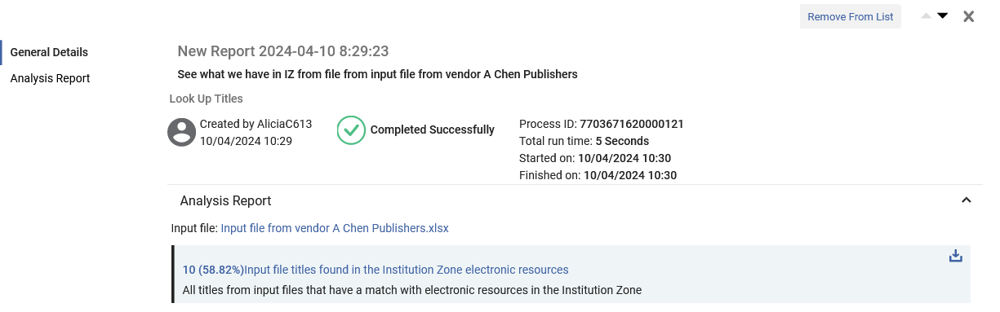 Remove From List
General Details
Analysis Report
New Report 2024-04-10 8:29:23
See what we have in IZ from file from input file from vendor A Chen Publishers
Look Up Titles
Created by AliciaC613
10/04/2024 10:29
Completed Successfully
Process ID: 7703671620000121
Total run time: 5 Seconds
Started on: 10/04/2024 10:30
Finished on: 10/04/2024 10:30
Analysis Report
Input file: Input file from vendor A Chen Publishers.xlsx
10 (58.82%)Input file titles found in the Institution Zone electronic resources
All titles from input files that have a match with electronic resources in the Institution Zone